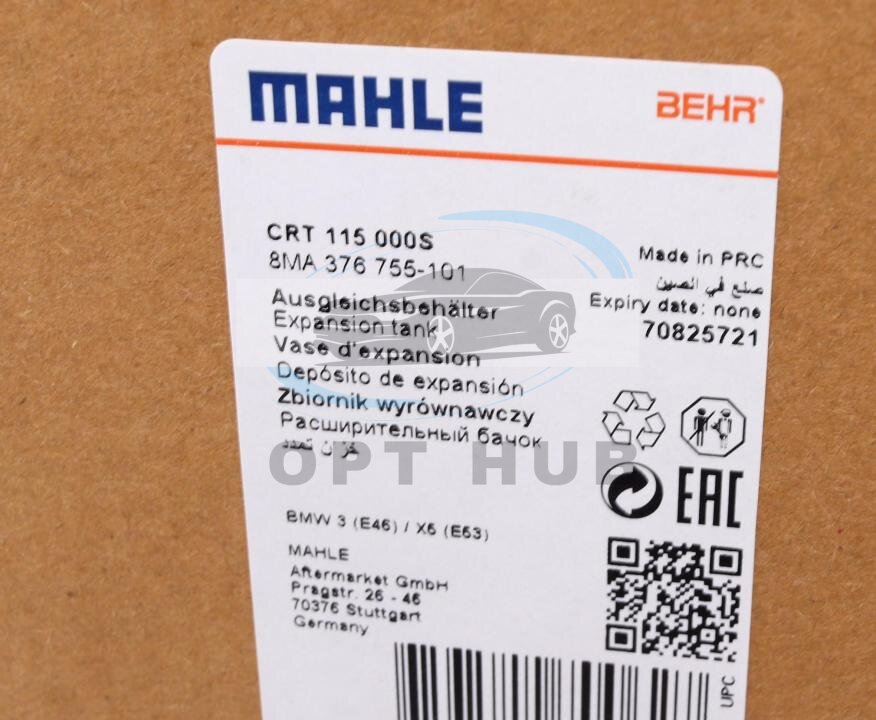 MAHLE
BEHR®
CRT 115 000S
8MA 376 755-101
Ausgleichsbehälter
Expansion tank
Vase d'expansion
Depósito de expansión
Zbiornik wyrównawczy
Расширительный бачок
خزان تمدد
Made in PRC
صنع في الصين
Expiry date: none
70825721
OPT HUB
EAC
BMW 3 (E46) / X5 (E53)
MAHLE
Aftermarket GmbH
Pragstr. 26 - 46
70376 Stuttgart
Germany
UPC